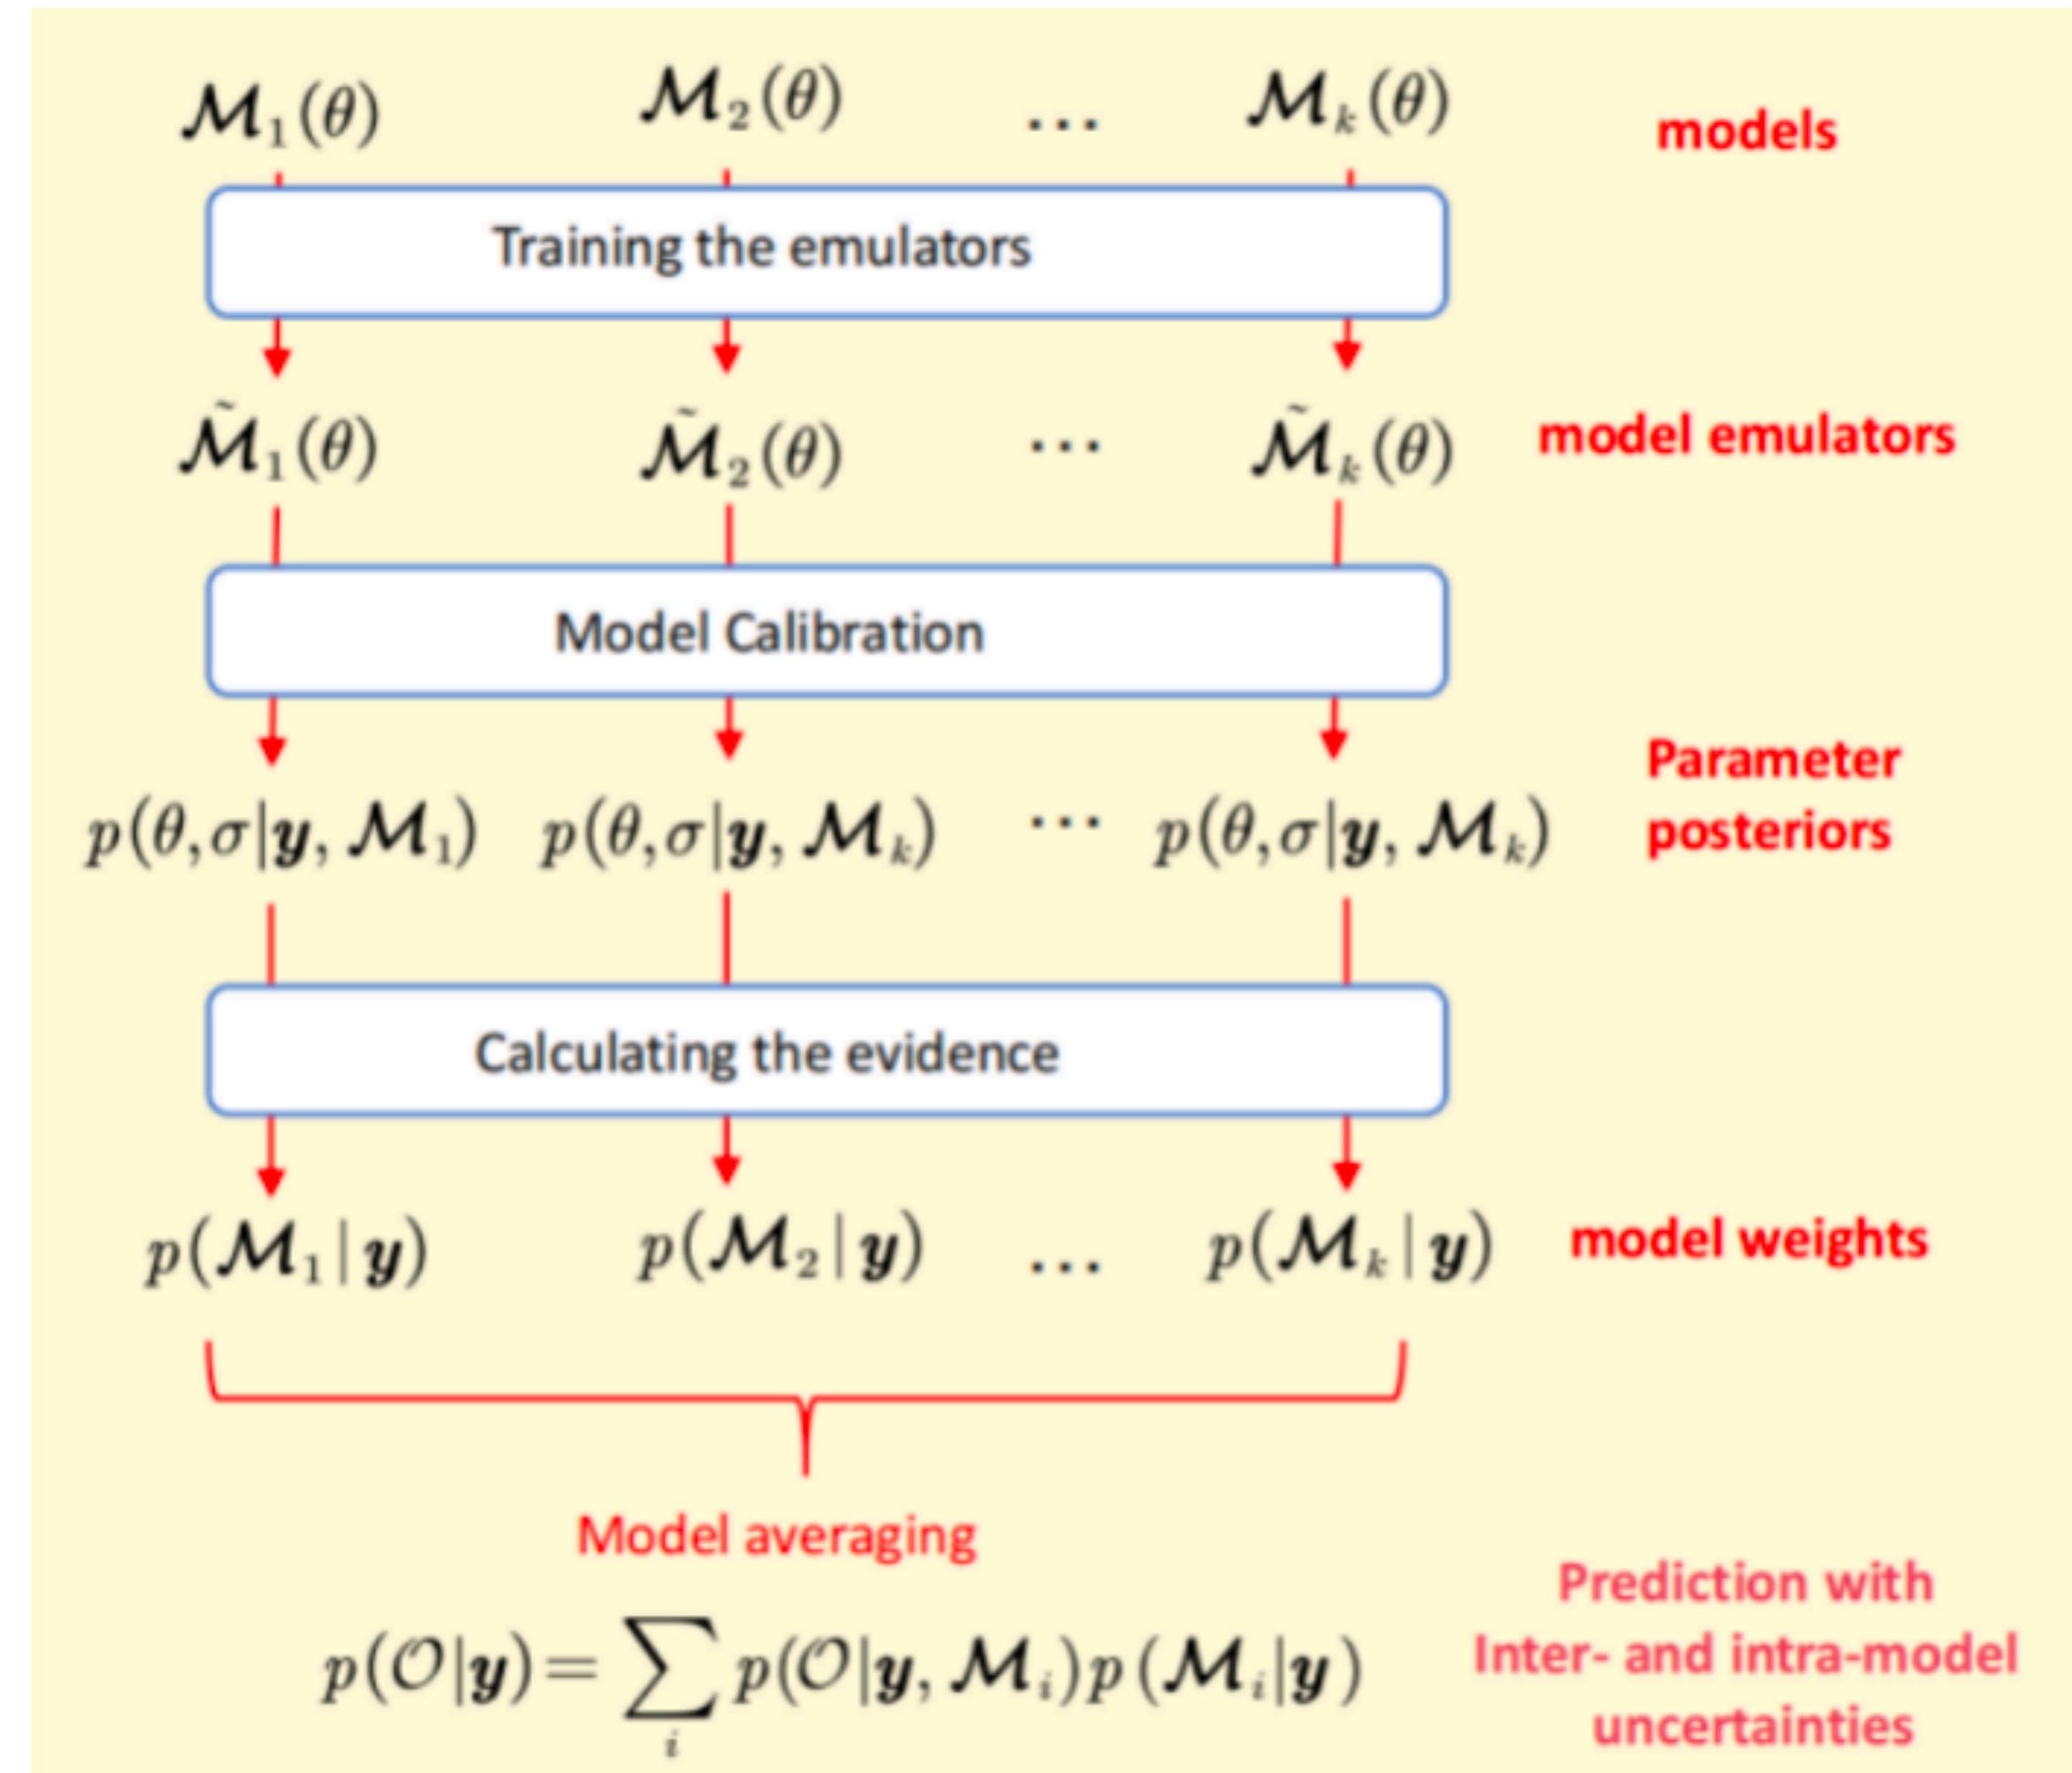 𝓜₁(θ) 𝓜₂(θ) ... 𝓜ₖ(θ) models
Training the emulators
𝓜̃₁(θ) 𝓜̃₂(θ) ... 𝓜̃ₖ(θ) model emulators
Model Calibration
Parameter
p(θ,σ|y, 𝓜₁) p(θ,σ|y, 𝓜ₖ) ... p(θ,σ|y, 𝓜ₖ) posteriors
Calculating the evidence
p(𝓜₁|y) p(𝓜₂|y) ... p(𝓜ₖ|y) model weights
Model averaging
p(𝒪|y)=∑ᵢ p(𝒪|y, 𝓜ᵢ)p(𝓜ᵢ|y)
Prediction with
Inter- and intra-model
uncertainties